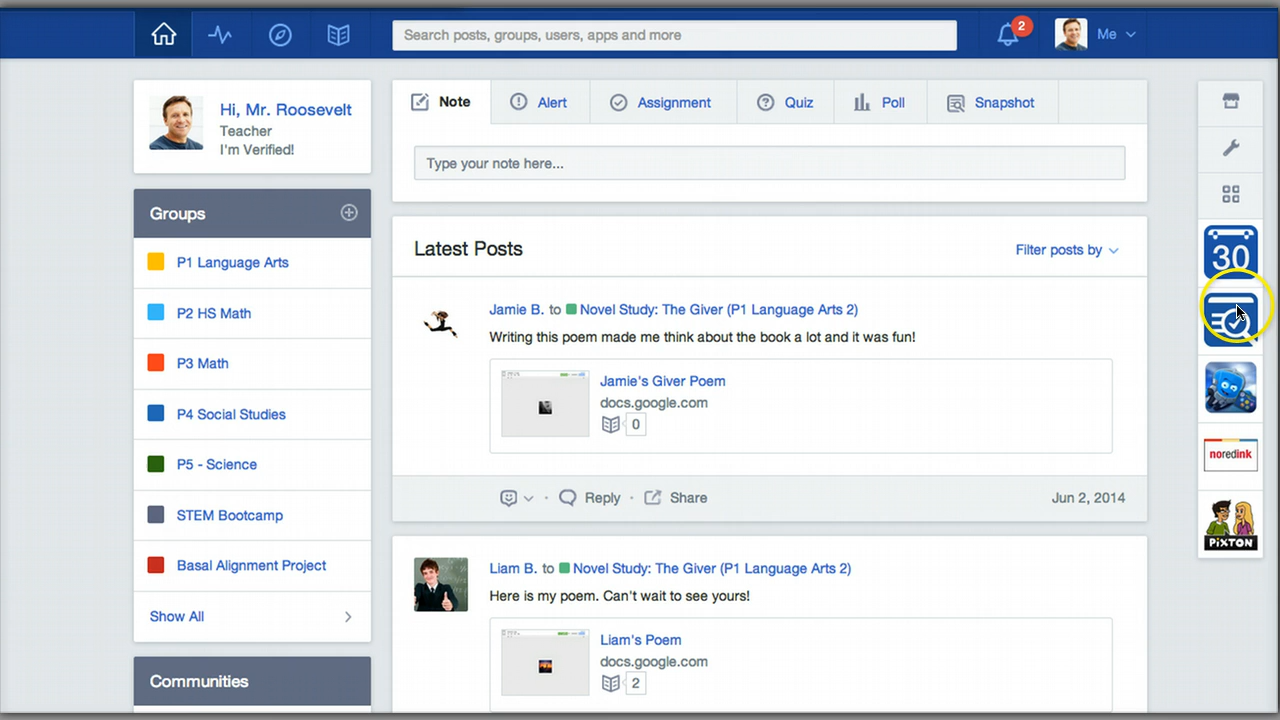 Search posts, groups, users, apps and more
2
Me
Hi, Mr. Roosevelt
Teacher
I'm Verified!
Groups
P1 Language Arts
P2 HS Math
P3 Math
P4 Social Studies
P5 - Science
STEM Bootcamp
Basal Alignment Project
Show All
Communities
Note
Alert
Assignment
Quiz
Poll
Snapshot
Type your note here...
Latest Posts
Filter posts by
Jamie B. to Novel Study: The Giver (P1 Language Arts 2)
Writing this poem made me think about the book a lot and it was fun!
Jamie's Giver Poem
docs.google.com
0
Reply
Share
Jun 2, 2014
Liam B. to Novel Study: The Giver (P1 Language Arts 2)
Here is my poem. Can't wait to see yours!
Liam's Poem
docs.google.com
2
30
noredink
PIXTON